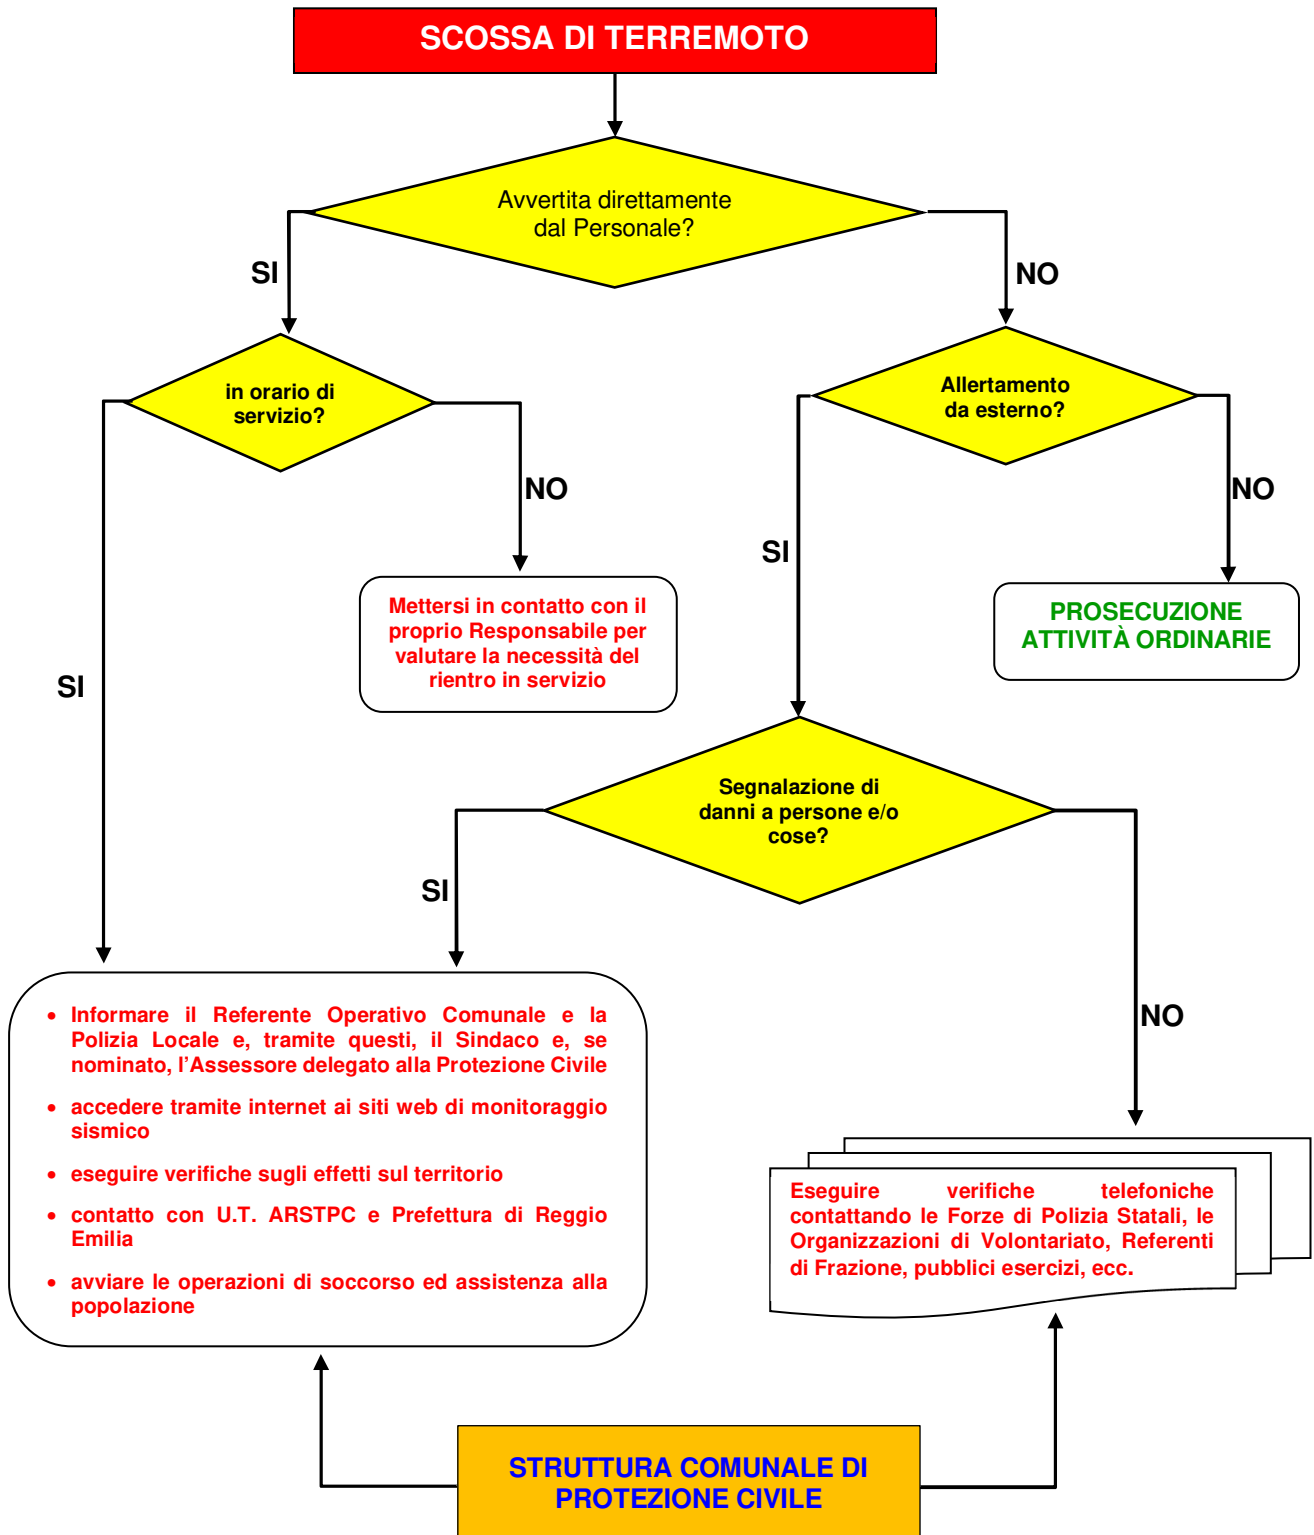 SCOSSA DI TERREMOTO
Avvertita direttamente
dal Personale?
SI
NO
in orario di
servizio?
Allertamento
da esterno?
NO
NO
SI
Mettersi in contatto con il
proprio Responsabile per
valutare la necessità del
rientro in servizio
PROSECUZIONE
ATTIVITÀ ORDINARIE
SI
Segnalazione di
danni a persone e/o
cose?
SI
NO
• Informare il Referente Operativo Comunale e la
Polizia Locale e, tramite questi, il Sindaco e, se
nominato, l’Assessore delegato alla Protezione Civile
• accedere tramite internet ai siti web di monitoraggio
sismico
• eseguire verifiche sugli effetti sul territorio
• contatto con U.T. ARSTPC e Prefettura di Reggio
Emilia
• avviare le operazioni di soccorso ed assistenza alla
popolazione
Eseguire verifiche telefoniche
contattando le Forze di Polizia Statali, le
Organizzazioni di Volontariato, Referenti
di Frazione, pubblici esercizi, ecc.
STRUTTURA COMUNALE DI
PROTEZIONE CIVILE